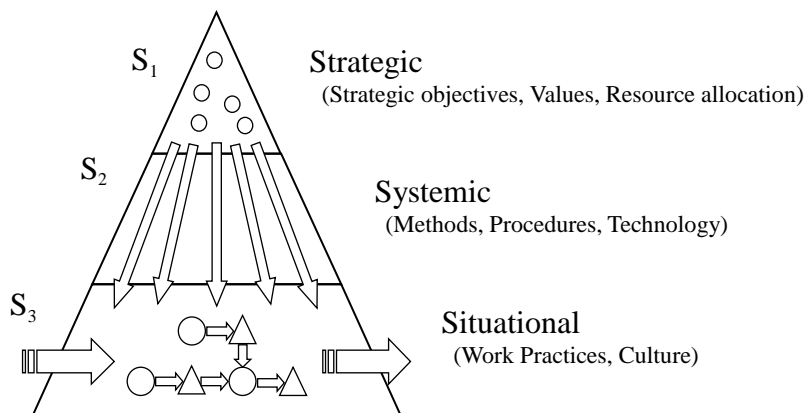 S1
Strategic
(Strategic objectives, Values, Resource allocation)
S2
Systemic
(Methods, Procedures, Technology)
S3
Situational
(Work Practices, Culture)